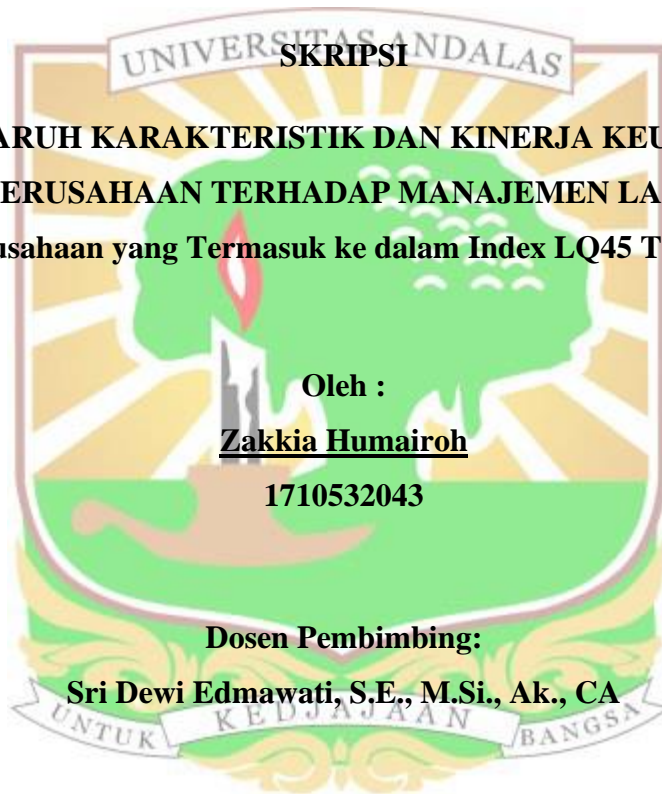 UNIVERSITAS ANDALAS
SKRIPSI
ARUH KARAKTERISTIK DAN KINERJA KEU
ERUSAHAAN TERHADAP MANAJEMEN LA
usahaan yang Termasuk ke dalam Index LQ45 T
Oleh :
Zakkia Humairoh
1710532043
Dosen Pembimbing:
Sri Dewi Edmawati, S.E., M.Si., Ak., CA
UNTUK KEDJAJAAN BANGSA